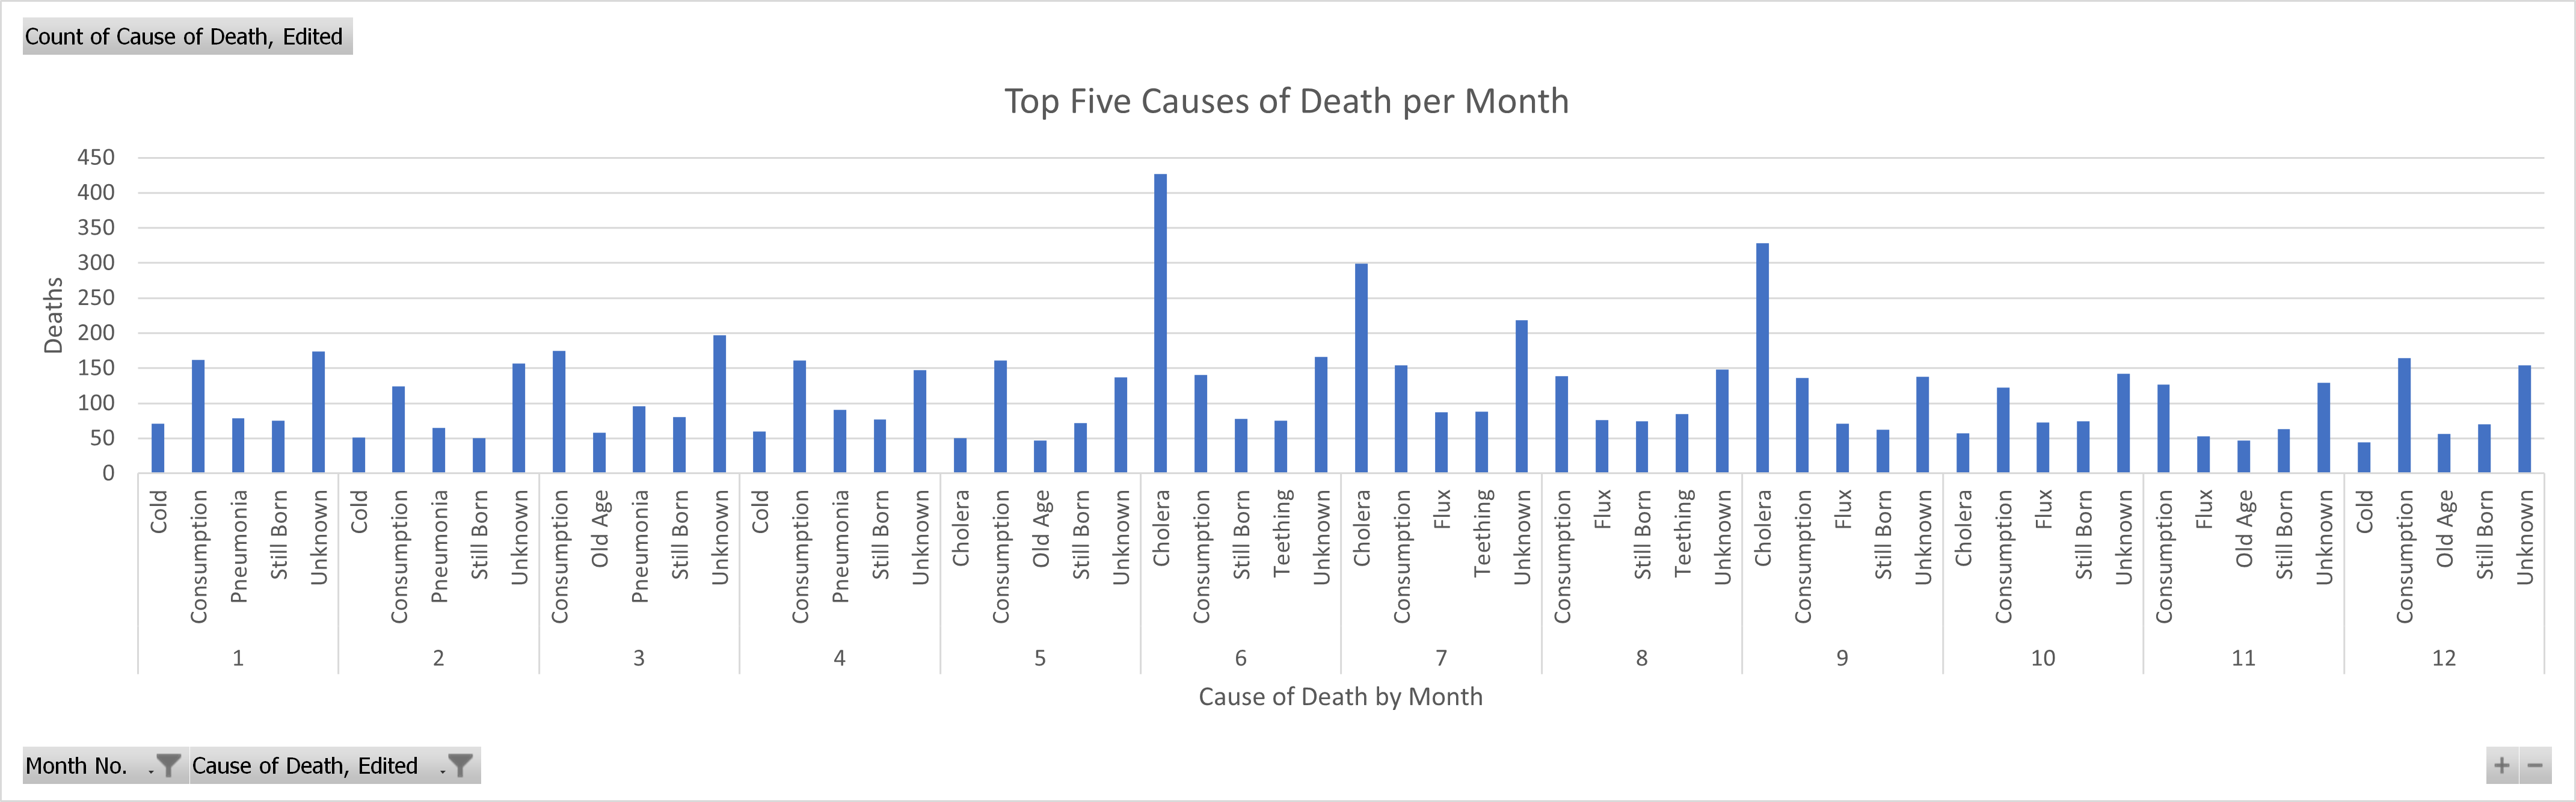 Count of Cause of Death, Edited
Top Five Causes of Death per Month
450
400
350
300
250
200
150
100
50
0
Deaths
Cold
Consumption
Pneumonia
Still Born
Unknown
Cold
Consumption
Pneumonia
Still Born
Unknown
Consumption
Old Age
Pneumonia
Still Born
Unknown
Cold
Consumption
Pneumonia
Still Born
Unknown
Cholera
Consumption
Old Age
Still Born
Unknown
Cholera
Consumption
Still Born
Teething
Unknown
Cholera
Consumption
Flux
Teething
Unknown
Consumption
Flux
Still Born
Teething
Unknown
Cholera
Consumption
Flux
Still Born
Unknown
Cholera
Consumption
Flux
Still Born
Unknown
Consumption
Flux
Old Age
Still Born
Unknown
Cold
Consumption
Old Age
Still Born
Unknown
1 2 3 4 5 6 7 8 9 10 11 12
Cause of Death by Month
Month No. Cause of Death, Edited + −